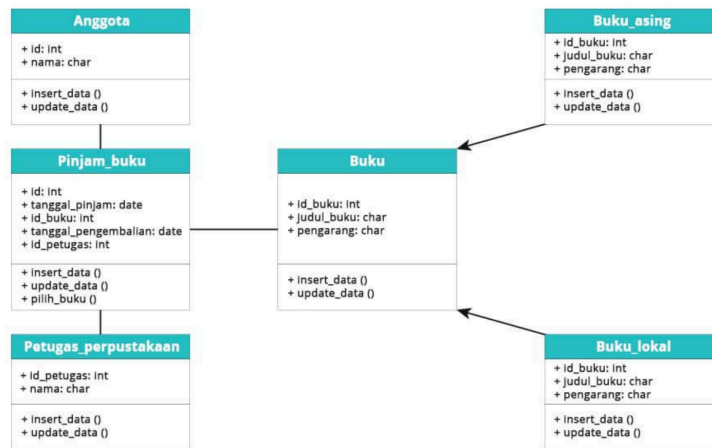 Anggota
+ id: int
+ nama: char
+ insert_data ()
+ update_data ()
Pinjam_buku
+ id: int
+ tanggal_pinjam: date
+ id_buku: int
+ tanggal_pengembalian: date
+ id_petugas: int
+ insert_data ()
+ update_data ()
+ pilih_buku ()
Petugas_perpustakaan
+ id_petugas: int
+ nama: char
+ insert_data ()
+ update_data ()
Buku
+ id_buku: int
+ judul_buku: char
+ pengarang: char
+ insert_data ()
+ update_data ()
Buku_asing
+ id_buku: int
+ judul_buku: char
+ pengarang: char
+ insert_data ()
+ update_data ()
Buku_lokal
+ id_buku: int
+ judul_buku: char
+ pengarang: char
+ insert_data ()
+ update_data ()